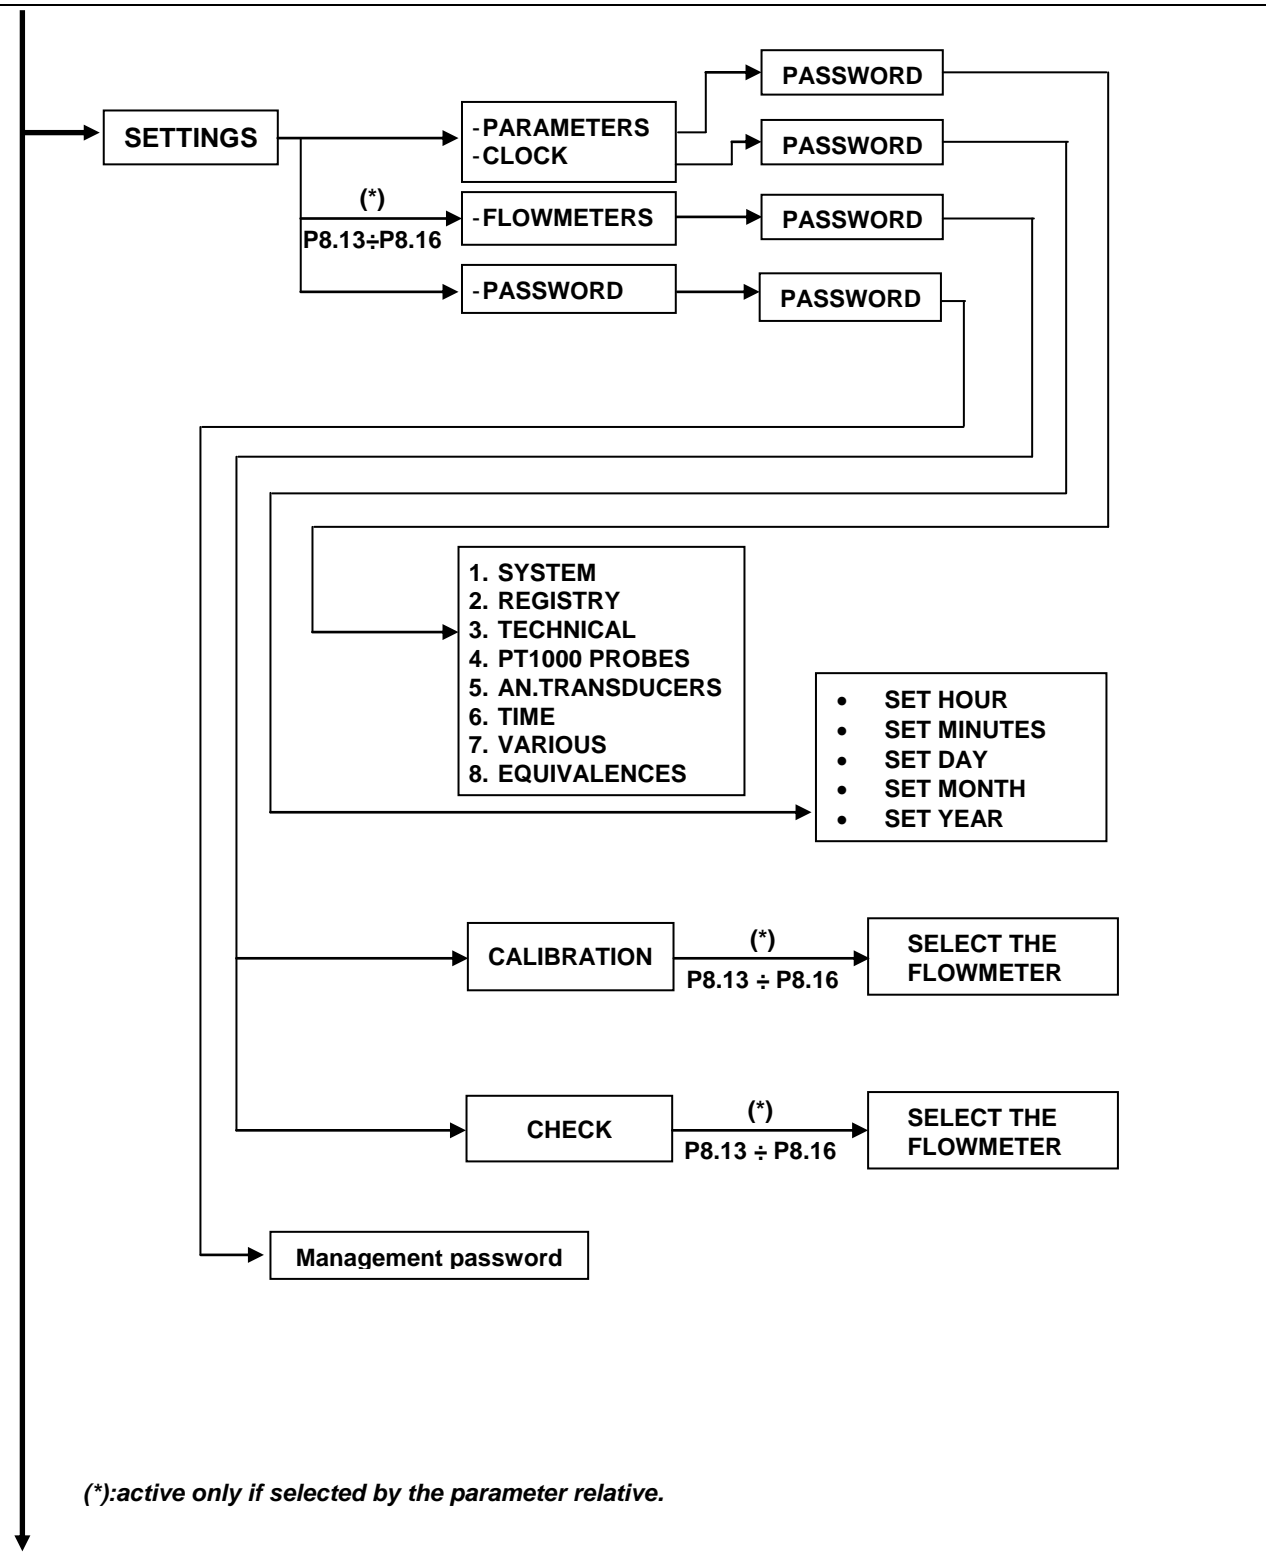 PASSWORD
SETTINGS
-PARAMETERS
-CLOCK
PASSWORD
(*)
P8.13÷P8.16
-FLOWMETERS
PASSWORD
-PASSWORD
PASSWORD
1. SYSTEM
2. REGISTRY
3. TECHNICAL
4. PT1000 PROBES
5. AN.TRANSDUCERS
6. TIME
7. VARIOUS
8. EQUIVALENCES
• SET HOUR
• SET MINUTES
• SET DAY
• SET MONTH
• SET YEAR
CALIBRATION
(*)
P8.13 ÷ P8.16
SELECT THE
FLOWMETER
CHECK
(*)
P8.13 ÷ P8.16
SELECT THE
FLOWMETER
Management password
(*):active only if selected by the parameter relative.